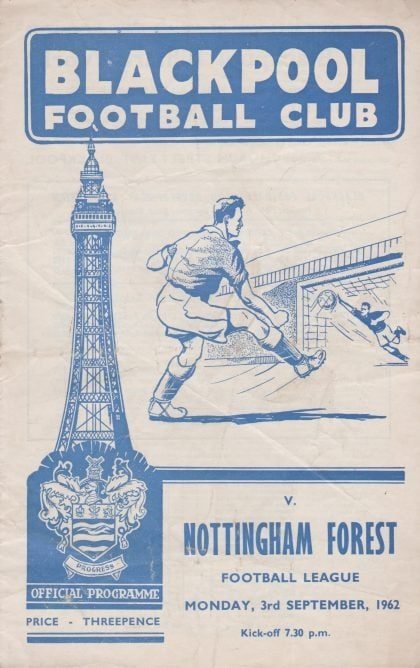 BLACKPOOL
FOOTBALL CLUB
PROGRESS
OFFICIAL PROGRAMME
PRICE - THREEPENCE
V.
NOTTINGHAM FOREST
FOOTBALL LEAGUE
MONDAY, 3rd SEPTEMBER, 1962
Kick-off 7.30 p.m.